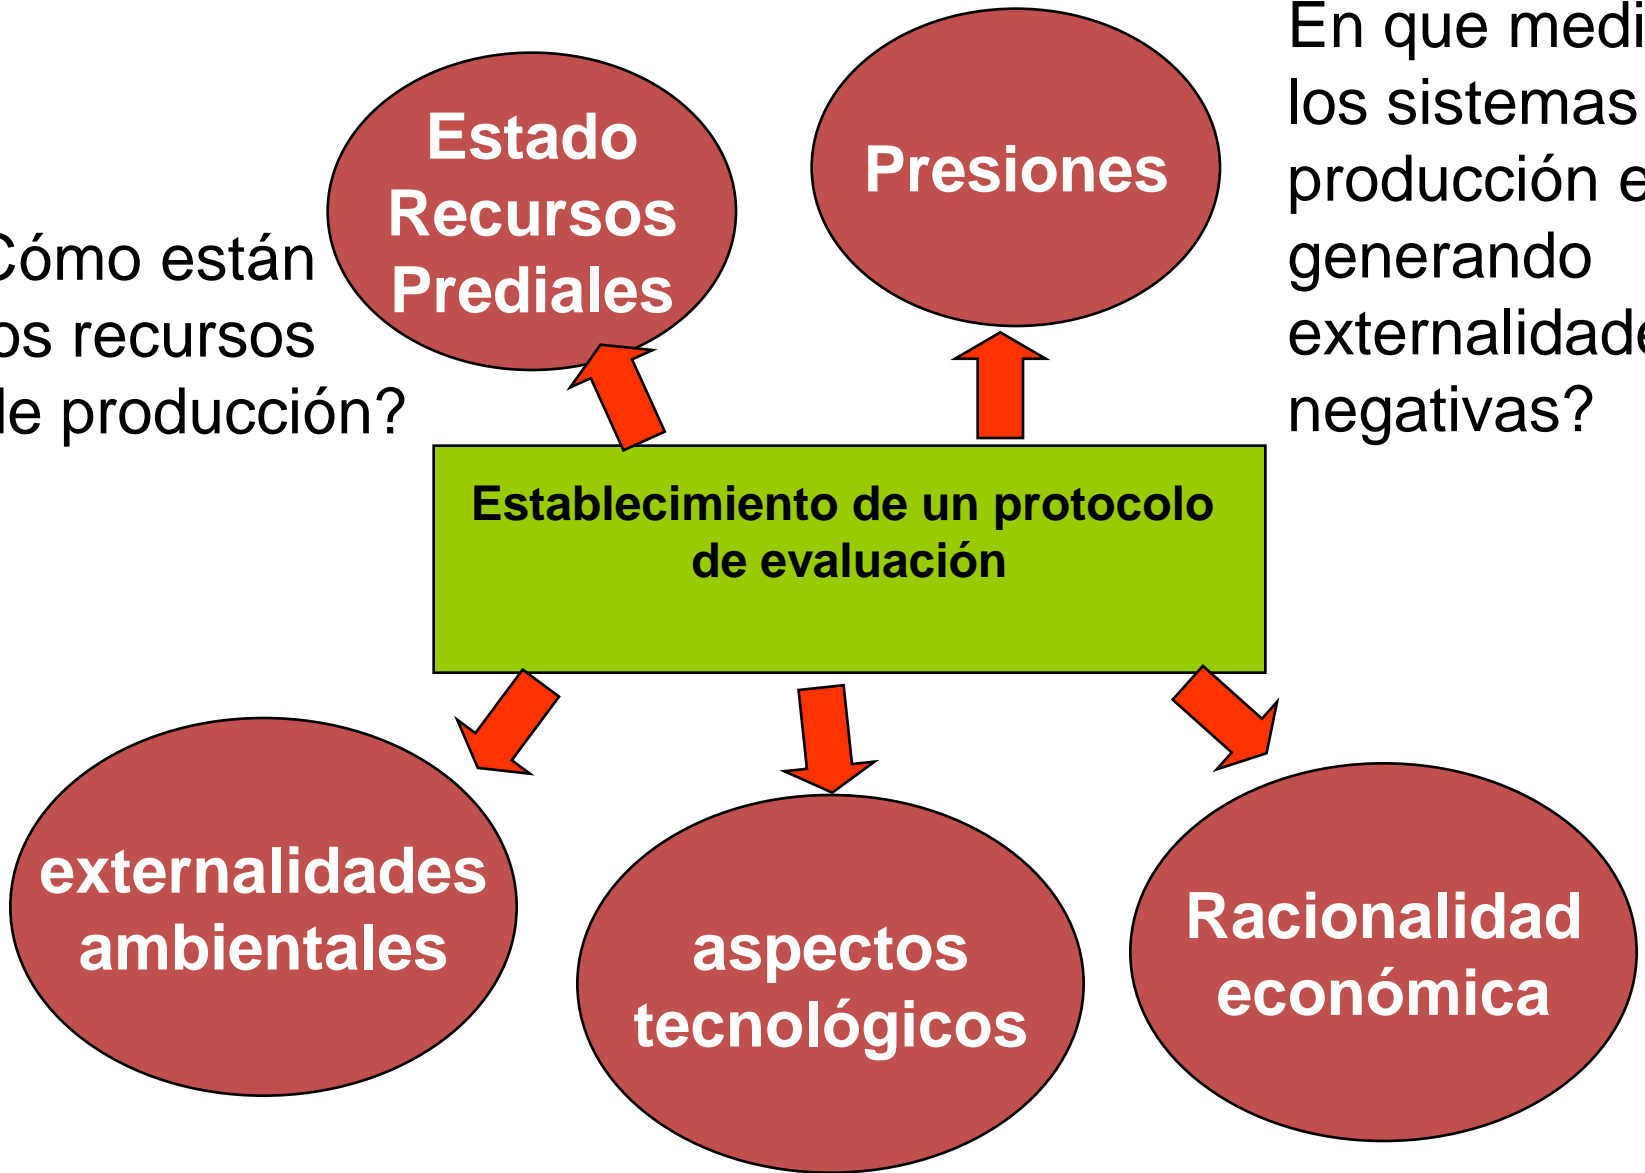 Estado
Recursos
Prediales
Presiones
En que medi
los sistemas
producción e
generando
externalidade
negativas?
Cómo están
os recursos
de producción?
Establecimiento de un protocolo
de evaluación
externalidades
ambientales
aspectos
tecnológicos
Racionalidad
económica